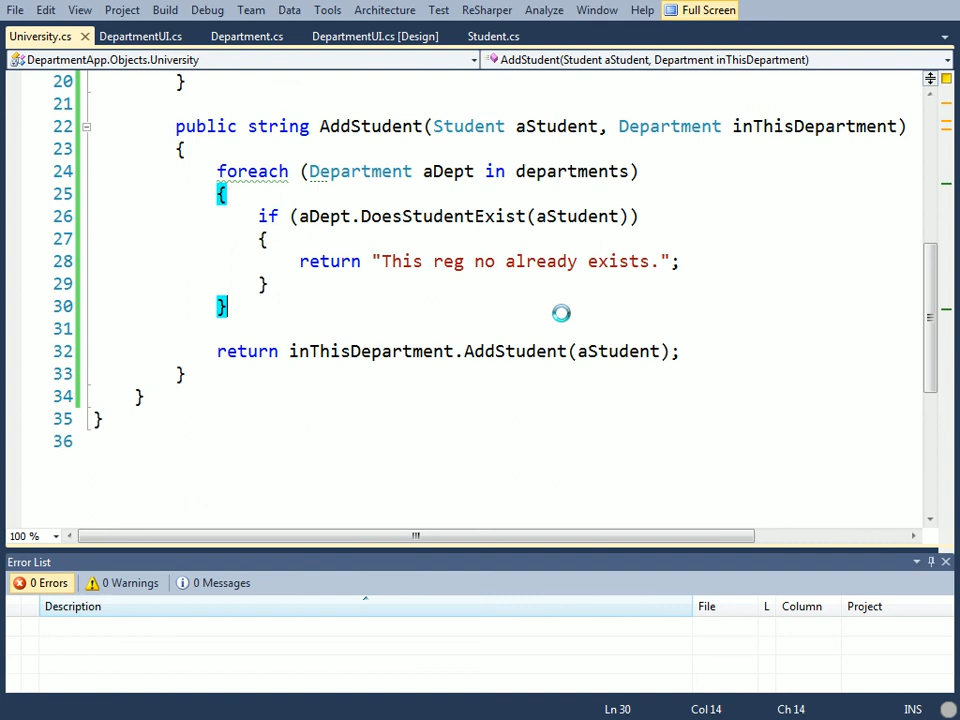 File Edit View Project Build Debug Team Data Tools Architecture Test ReSharper Analyze Window Help Full Screen
University.cs DepartmentUI.cs Department.cs DepartmentUI.cs [Design] Student.cs
DepartmentApp.Objects.University AddStudent(Student aStudent, Department inThisDepartment)
20 }
21
22 public string AddStudent(Student aStudent, Department inThisDepartment)
23 {
24 foreach (Department aDept in departments)
25 {
26 if (aDept.DoesStudentExist(aStudent))
27 {
28 return "This reg no already exists.";
29 }
30 }
31
32 return inThisDepartment.AddStudent(aStudent);
33 }
34 }
35 }
36
100 %
Error List
0 Errors 0 Warnings 0 Messages
Description File L Column Project
Ln 30 Col 14 Ch 14 INS